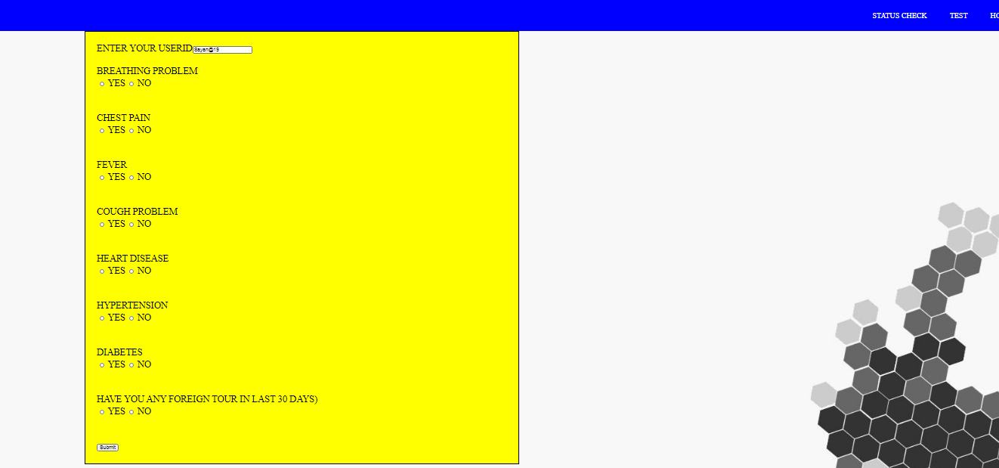 STATUS CHECK TEST HO
ENTER YOUR USERID Sayan@19
BREATHING PROBLEM
YES NO
CHEST PAIN
YES NO
FEVER
YES NO
COUGH PROBLEM
YES NO
HEART DISEASE
YES NO
HYPERTENSION
YES NO
DIABETES
YES NO
HAVE YOU ANY FOREIGN TOUR IN LAST 30 DAYS)
YES NO
Submit